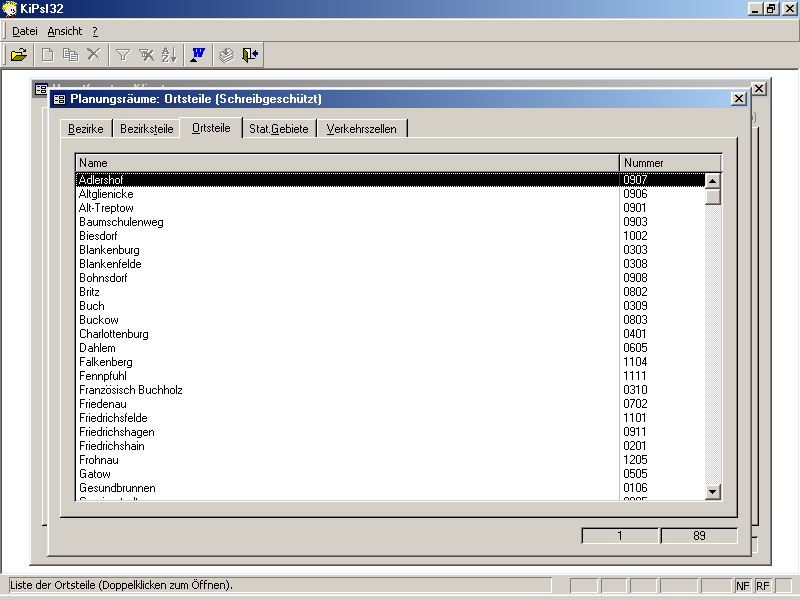 KiPsI32
Datei Ansicht ?
Planungsräume: Ortsteile (Schreibgeschützt)
Bezirke Bezirksteile Ortsteile Stat.Gebiete Verkehrszellen
Name Nummer
Adlershof 0907
Altglienicke 0906
Alt-Treptow 0901
Baumschulenweg 0903
Biesdorf 1002
Blankenburg 0303
Blankenfelde 0308
Bohnsdorf 0908
Britz 0802
Buch 0309
Buckow 0803
Charlottenburg 0401
Dahlem 0605
Falkenberg 1104
Fennpfuhl 1111
Französisch Buchholz 0310
Friedenau 0702
Friedrichsfelde 1101
Friedrichshagen 0911
Friedrichshain 0201
Frohnau 1205
Gatow 0505
Gesundbrunnen 0106
1 89
Liste der Ortsteile (Doppelklicken zum Öffnen). NF RF